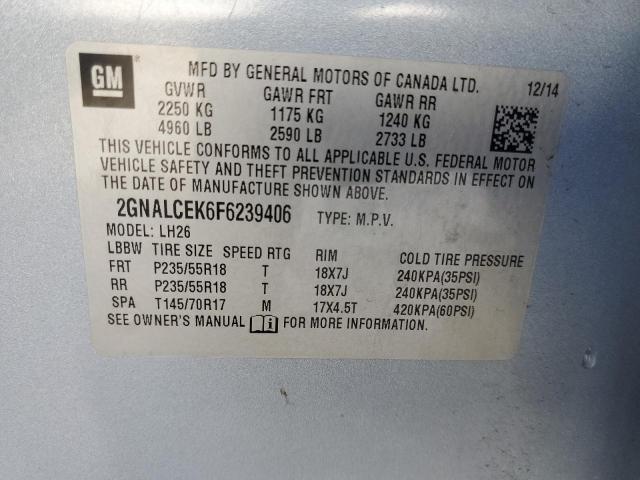 GM
MFD BY GENERAL MOTORS OF CANADA LTD. 12/14
GVWR GAWR FRT GAWR RR
2250 KG 1175 KG 1240 KG
4960 LB 2590 LB 2733 LB
THIS VEHICLE CONFORMS TO ALL APPLICABLE U.S. FEDERAL MOTOR
VEHICLE SAFETY AND THEFT PREVENTION STANDARDS IN EFFECT ON
THE DATE OF MANUFACTURE SHOWN ABOVE.
2GNALCEK6F6239406 TYPE: M.P.V.
MODEL: LH26
LBBW TIRE SIZE SPEED RTG RIM COLD TIRE PRESSURE
FRT P235/55R18 T 18X7J 240KPA(35PSI)
RR P235/55R18 T 18X7J 240KPA(35PSI)
SPA T145/70R17 M 17X4.5T 420KPA(60PSI)
SEE OWNER'S MANUAL FOR MORE INFORMATION.